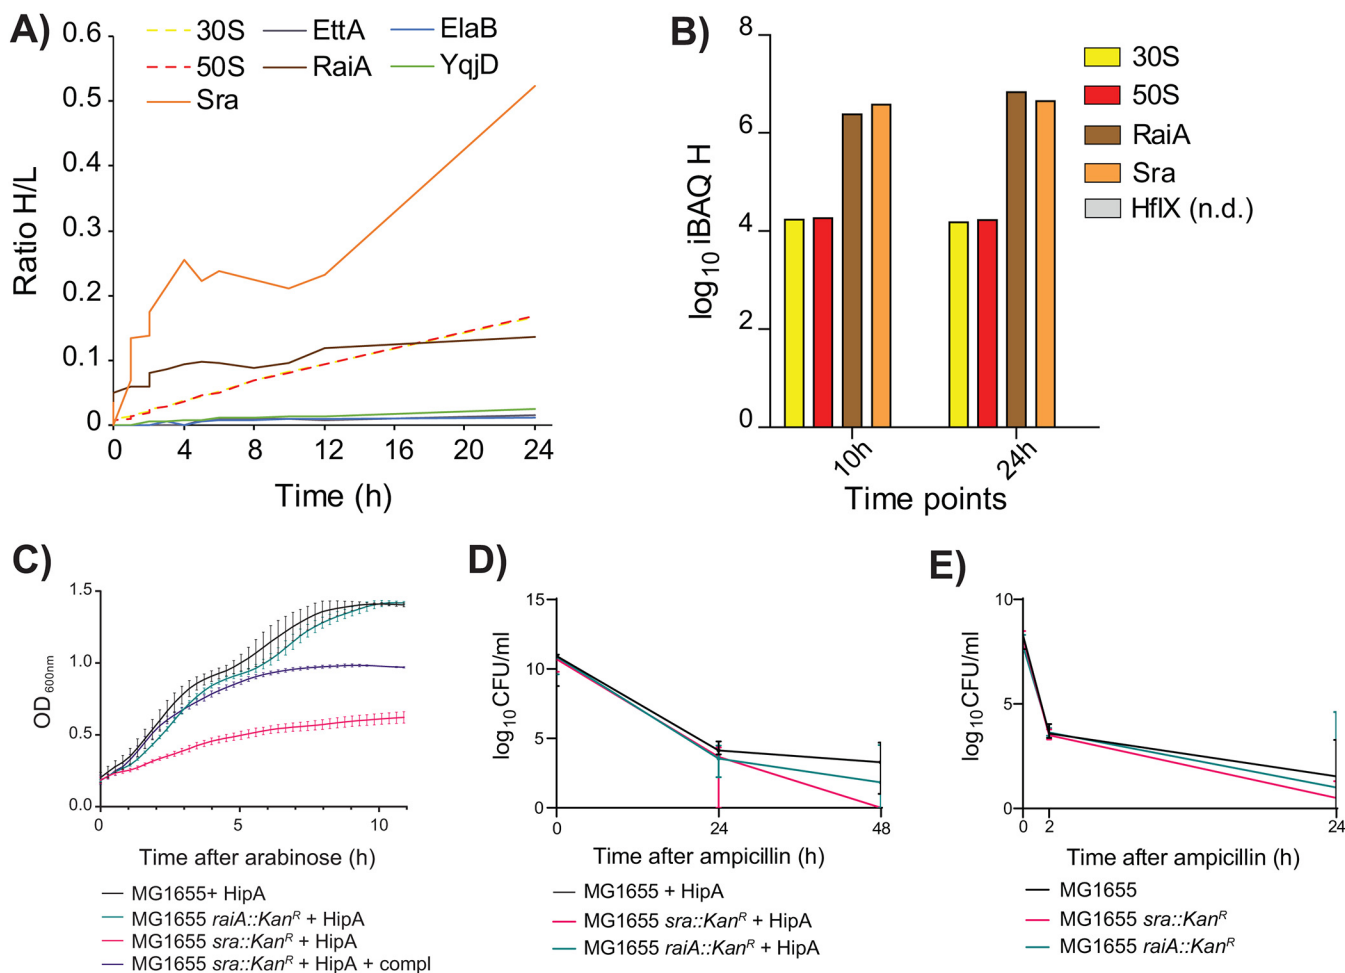 A)
30S EttA ElaB
50S RaiA YqjD
Sra
Ratio H/L
0.6
0.5
0.4
0.3
0.2
0.1
0
0 4 8 12 16 20 24
Time (h)
B)
30S
50S
RaiA
Sra
HflX (n.d.)
log10 iBAQ H
8
6
4
2
0
10h 24h
Time points
C)
OD600nm
1.5
1.0
0.5
0.0
0 5 10
Time after arabinose (h)
MG1655+ HipA
MG1655 raiA::KanR + HipA
MG1655 sra::KanR + HipA
MG1655 sra::KanR + HipA + compl
D)
log10CFU/ml
15
10
5
0
0 24 48
Time after ampicillin (h)
MG1655 + HipA
MG1655 sra::KanR + HipA
MG1655 raiA::KanR + HipA
E)
log10CFU/ml
10
5
0
0 2 24
Time after ampicillin (h)
MG1655
MG1655 sra::KanR
MG1655 raiA::KanR